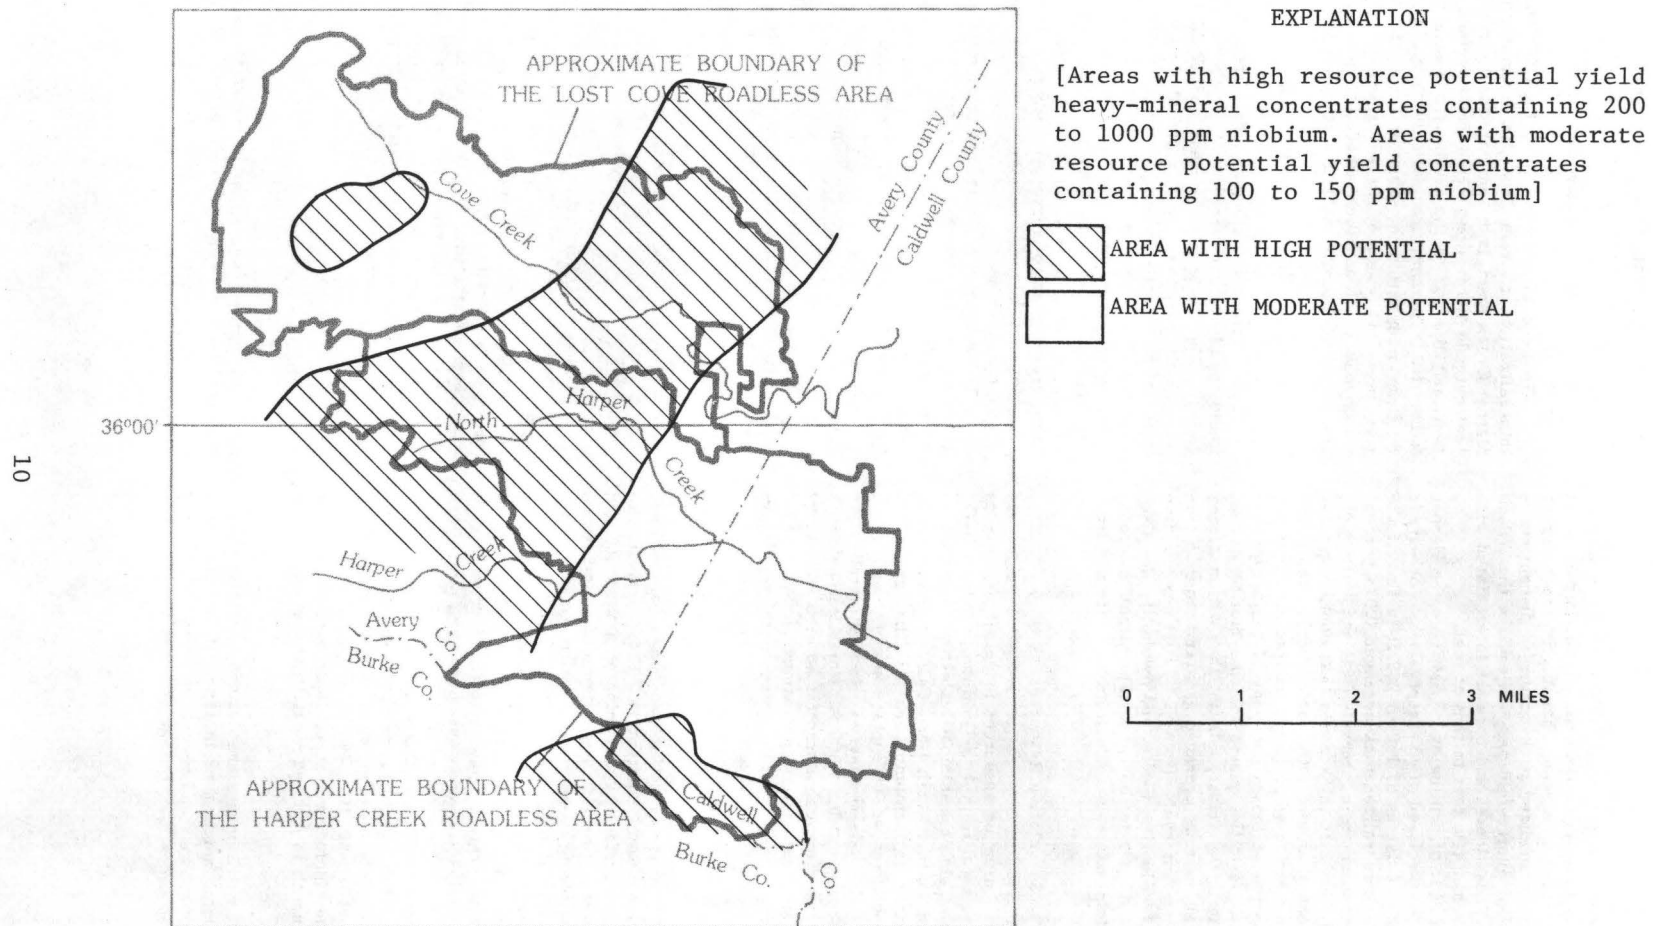 EXPLANATION
[Areas with high resource potential yield
heavy-mineral concentrates containing 200
to 1000 ppm niobium. Areas with moderate
resource potential yield concentrates
containing 100 to 150 ppm niobium]
AREA WITH HIGH POTENTIAL
AREA WITH MODERATE POTENTIAL
APPROXIMATE BOUNDARY OF
THE LOST COVE ROADLESS AREA
Avery County
Caldwell County
Cove Creek
36°00'
North Harper
Creek
Harper Creek
Avery Co.
Burke Co.
APPROXIMATE BOUNDARY OF
THE HARPER CREEK ROADLESS AREA
Caldwell Co.
Burke Co.
0 1 2 3 MILES
10